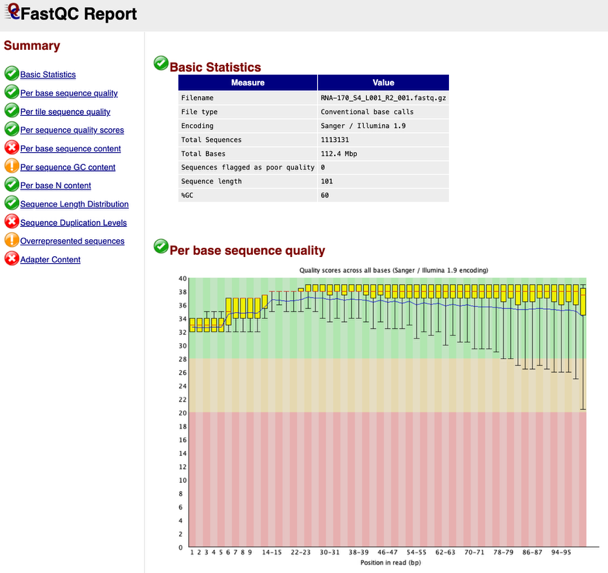 FastQC Report
Summary
Basic Statistics
Per base sequence quality
Per tile sequence quality
Per sequence quality scores
Per base sequence content
Per sequence GC content
Per base N content
Sequence Length Distribution
Sequence Duplication Levels
Overrepresented sequences
Adapter Content
Basic Statistics
Measure Value
Filename RNA-170_S4_L001_R2_001.fastq.gz
File type Conventional base calls
Encoding Sanger / Illumina 1.9
Total Sequences 1113131
Total Bases 112.4 Mbp
Sequences flagged as poor quality 0
Sequence length 101
%GC 60
Per base sequence quality
Quality scores across all bases (Sanger / Illumina 1.9 encoding)
40
38
36
34
32
30
28
26
24
22
20
18
16
14
12
10
8
6
4
2
0
1 2 3 4 5 6 7 8 9 14-15 22-23 30-31 38-39 46-47 54-55 62-63 70-71 78-79 86-87 94-95
Position in read (bp)